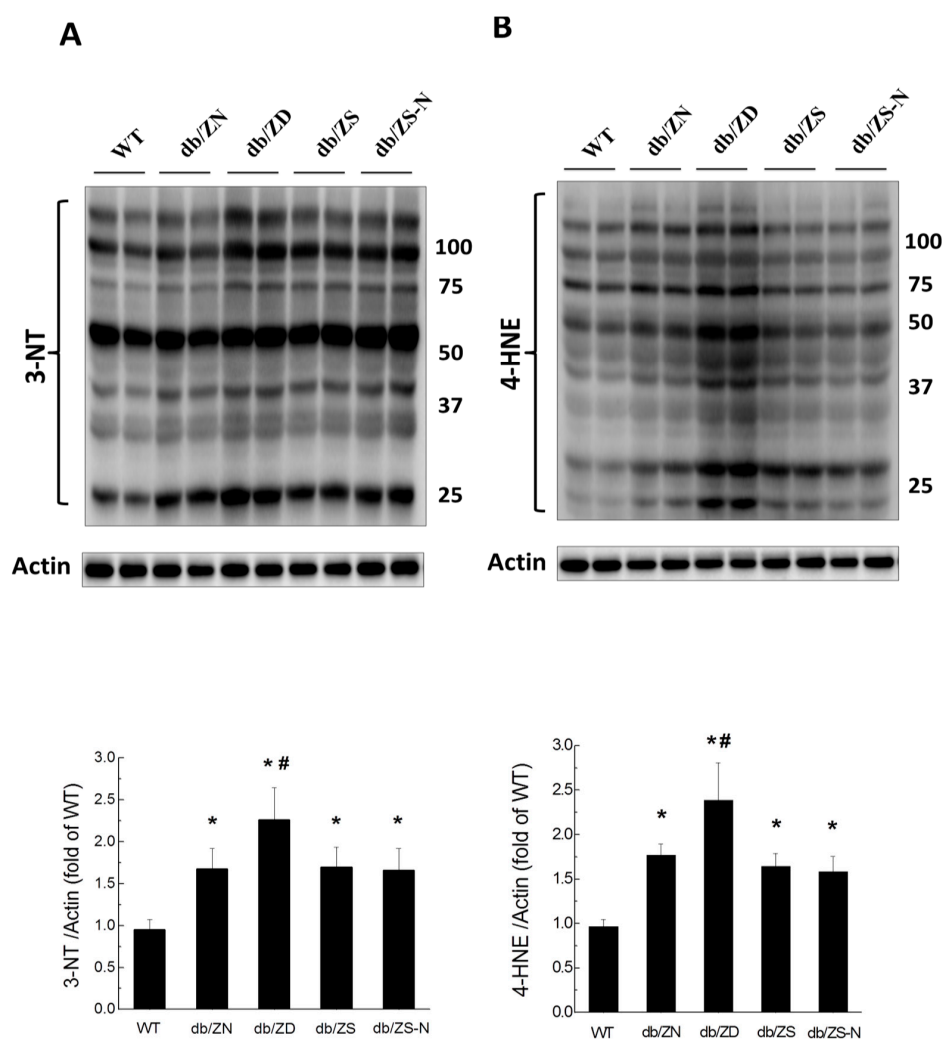 A
WT
db/ZN
db/ZD
db/ZS
db/ZS-N
3-NT
100
75
50
37
25
Actin
B
WT
db/ZN
db/ZD
db/ZS
db/ZS-N
4-HNE
100
75
50
37
25
Actin
3-NT /Actin (fold of WT)
3.0
2.5
2.0
1.5
1.0
0.5
0.0
*
* #
*
*
WT db/ZN db/ZD db/ZS db/ZS-N
4-HNE /Actin (fold of WT)
3.0
2.5
2.0
1.5
1.0
0.5
0.0
*
*#
*
*
WT db/ZN db/ZD db/ZS db/ZS-N